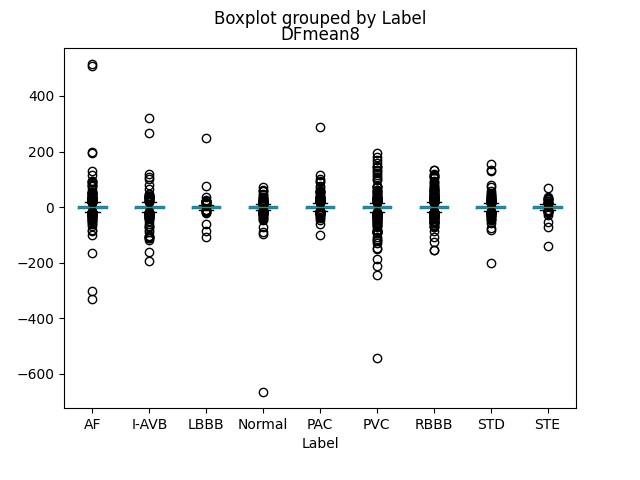 Boxplot grouped by Label
DFmean8
400
200
0
−200
−400
−600
AF I-AVB LBBB Normal PAC PVC RBBB STD STE
Label